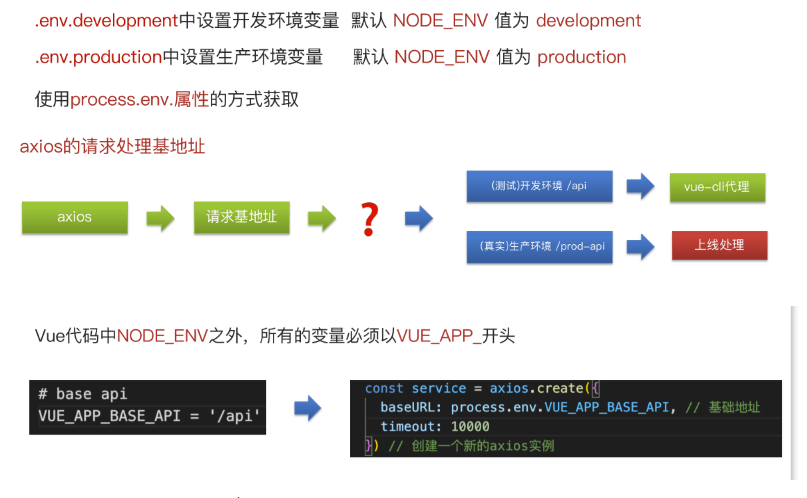 .env.development中设置开发环境变量 默认 NODE_ENV 值为 development
.env.production中设置生产环境变量 默认 NODE_ENV 值为 production
使用process.env.属性的方式获取
axios的请求处理基地址
axios
请求基地址
?
(测试)开发环境 /api
vue-cli代理
(真实)生产环境 /prod-api
上线处理
Vue代码中NODE_ENV之外，所有的变量必须以VUE_APP_开头
# base api
VUE_APP_BASE_API = '/api'
const service = axios.create({
baseURL: process.env.VUE_APP_BASE_API, // 基础地址
timeout: 10000
}) // 创建一个新的axios实例